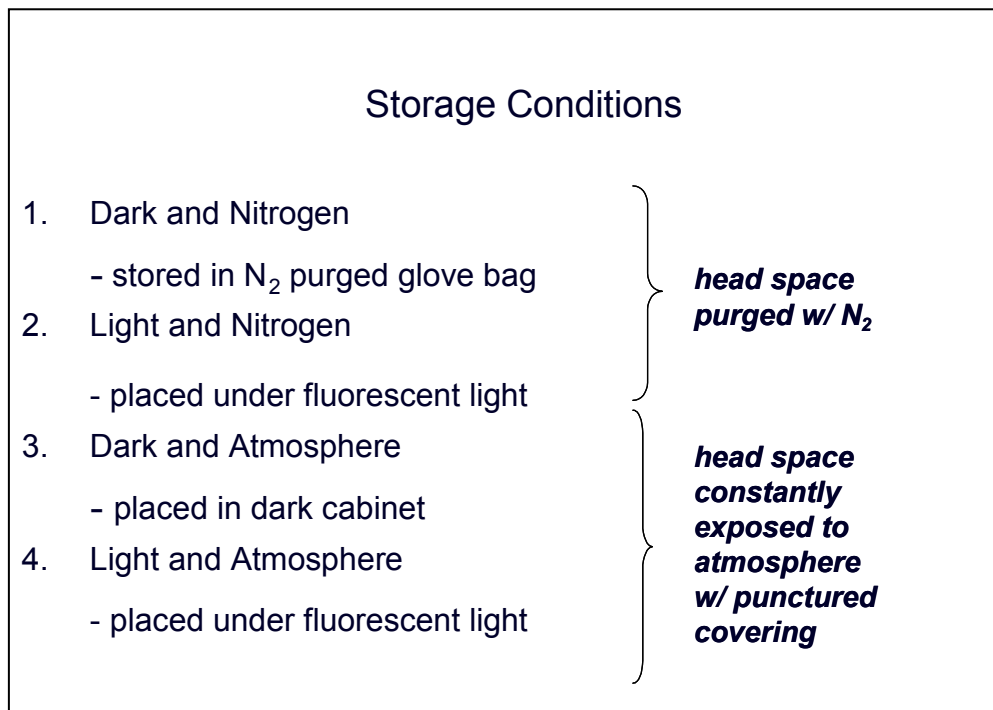 Storage Conditions
1. Dark and Nitrogen
- stored in N₂ purged glove bag
2. Light and Nitrogen
- placed under fluorescent light
head space
purged w/ N₂
3. Dark and Atmosphere
- placed in dark cabinet
4. Light and Atmosphere
- placed under fluorescent light
head space
constantly
exposed to
atmosphere
w/ punctured
covering